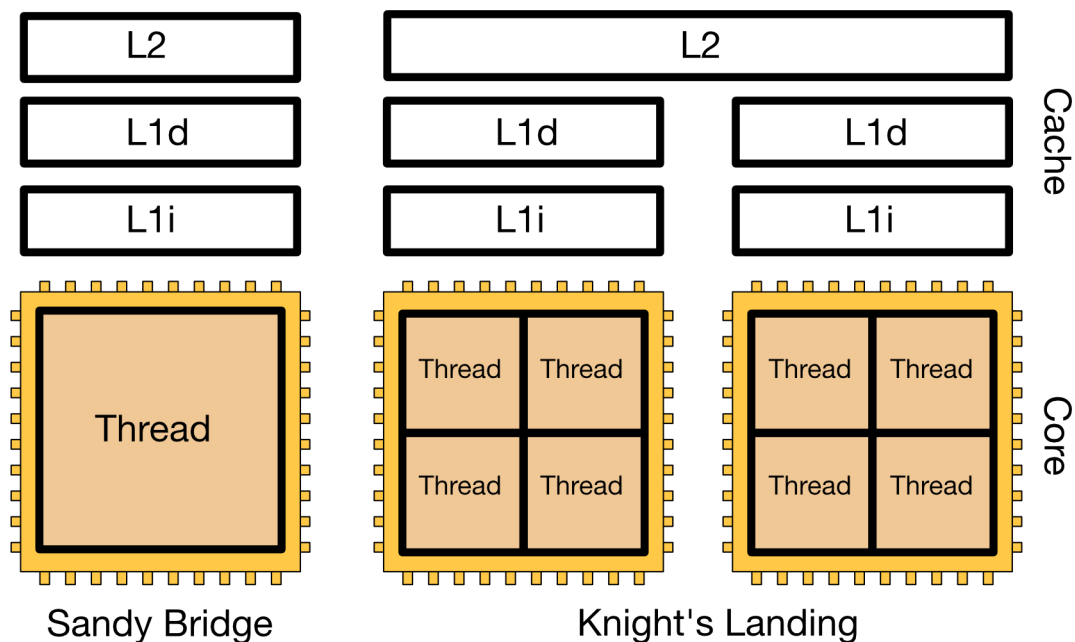 L2
L2
L1d
L1d
L1d
L1i
L1i
L1i
Cache
Thread
Thread
Thread
Thread
Thread
Thread
Thread
Thread
Thread
Core
Sandy Bridge
Knight's Landing